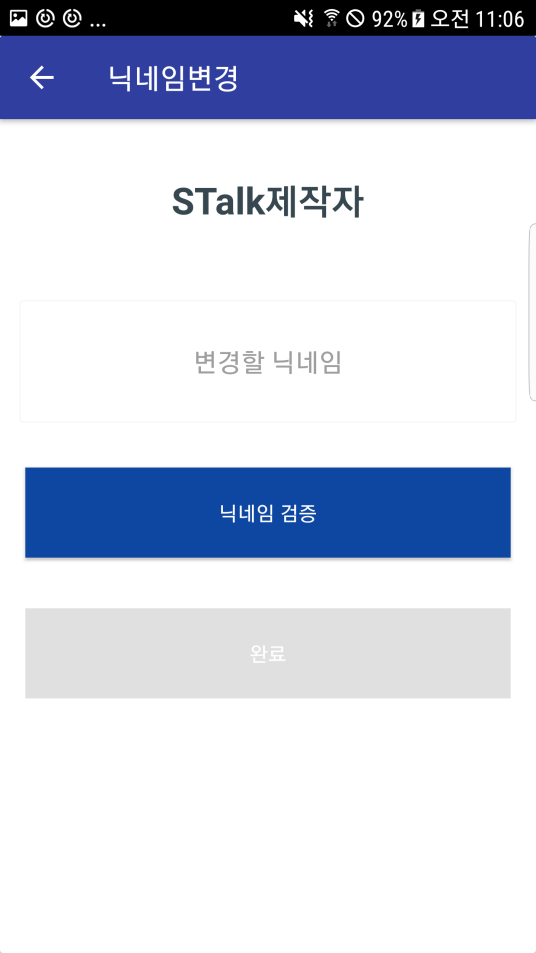 ... 92% 오전 11:06
닉네임변경
STalk제작자
변경할 닉네임
닉네임 검증
완료